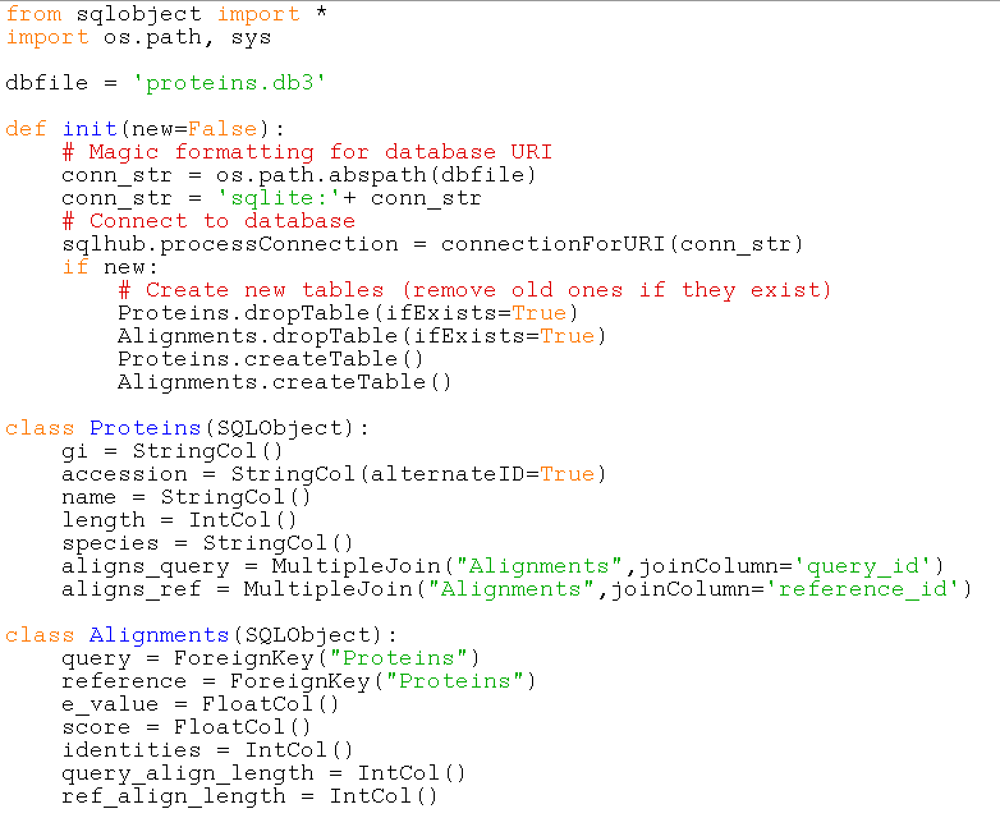 from sqlobject import *
import os.path, sys

dbfile = 'proteins.db3'

def init(new=False):
    # Magic formatting for database URI
    conn_str = os.path.abspath(dbfile)
    conn_str = 'sqlite:'+ conn_str
    # Connect to database
    sqlhub.processConnection = connectionForURI(conn_str)
    if new:
        # Create new tables (remove old ones if they exist)
        Proteins.dropTable(ifExists=True)
        Alignments.dropTable(ifExists=True)
        Proteins.createTable()
        Alignments.createTable()

class Proteins(SQLObject):
    gi = StringCol()
    accession = StringCol(alternateID=True)
    name = StringCol()
    length = IntCol()
    species = StringCol()
    aligns_query = MultipleJoin("Alignments",joinColumn='query_id')
    aligns_ref = MultipleJoin("Alignments",joinColumn='reference_id')

class Alignments(SQLObject):
    query = ForeignKey("Proteins")
    reference = ForeignKey("Proteins")
    e_value = FloatCol()
    score = FloatCol()
    identities = IntCol()
    query_align_length = IntCol()
    ref_align_length = IntCol()